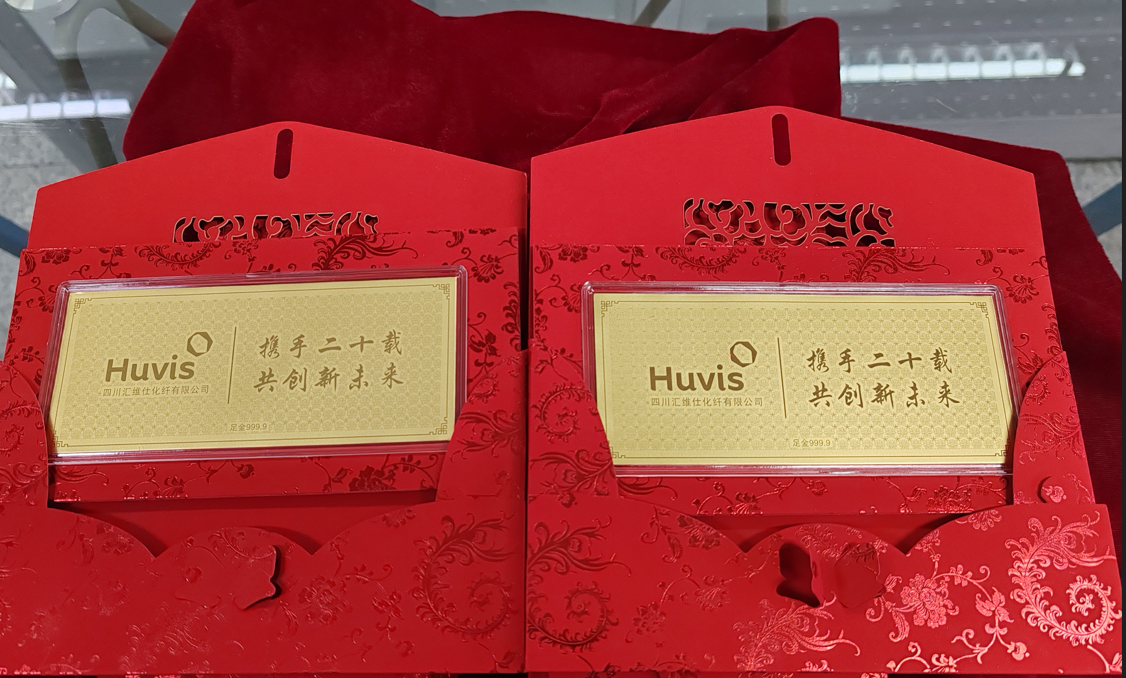 Huvis
四川汇维仕化纤有限公司
携手二十载
共创新未来
足金999.9
Huvis
四川汇维仕化纤有限公司
携手二十载
共创新未来
足金999.9